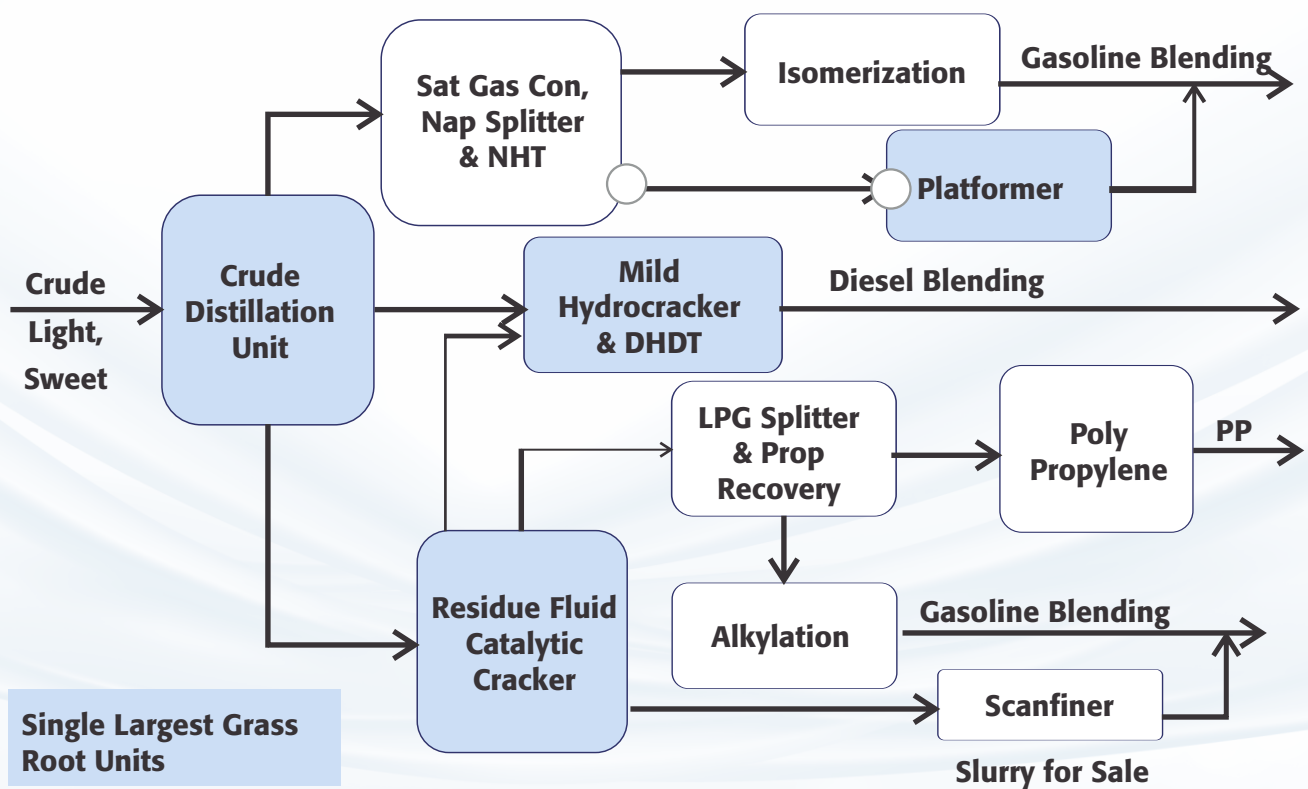 Sat Gas Con,
Nap Splitter
& NHT
Isomerization
Gasoline Blending
Platformer
Crude
Light,
Sweet
Crude
Distillation
Unit
Mild
Hydrocracker
& DHDT
Diesel Blending
LPG Splitter
& Prop
Recovery
Poly
Propylene
PP
Residue Fluid
Catalytic
Cracker
Alkylation
Gasoline Blending
Scanfiner
Slurry for Sale
Single Largest Grass
Root Units